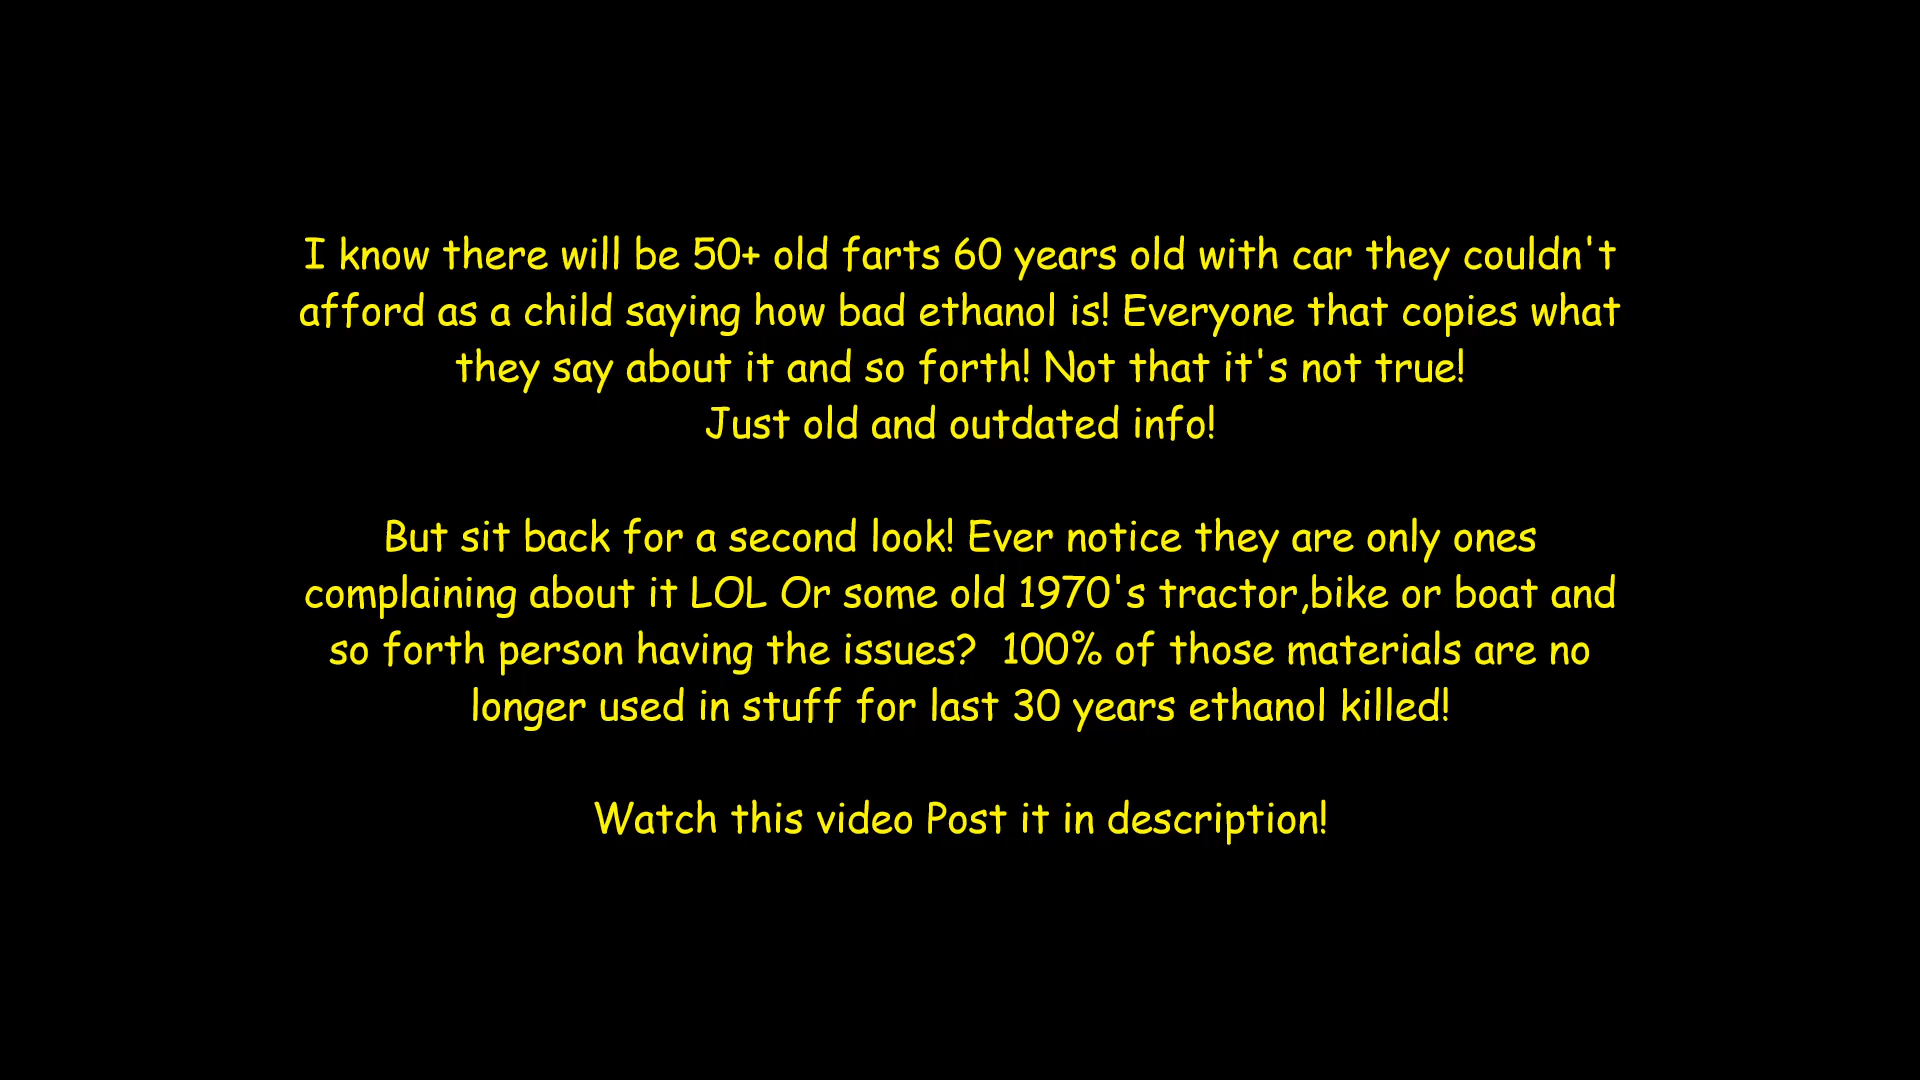 I know there will be 50+ old farts 60 years old with car they couldn't
afford as a child saying how bad ethanol is! Everyone that copies what
they say about it and so forth! Not that it's not true!
Just old and outdated info!
But sit back for a second look! Ever notice they are only ones
complaining about it LOL Or some old 1970's tractor,bike or boat and
so forth person having the issues?  100% of those materials are no
longer used in stuff for last 30 years ethanol killed!
Watch this video Post it in description!